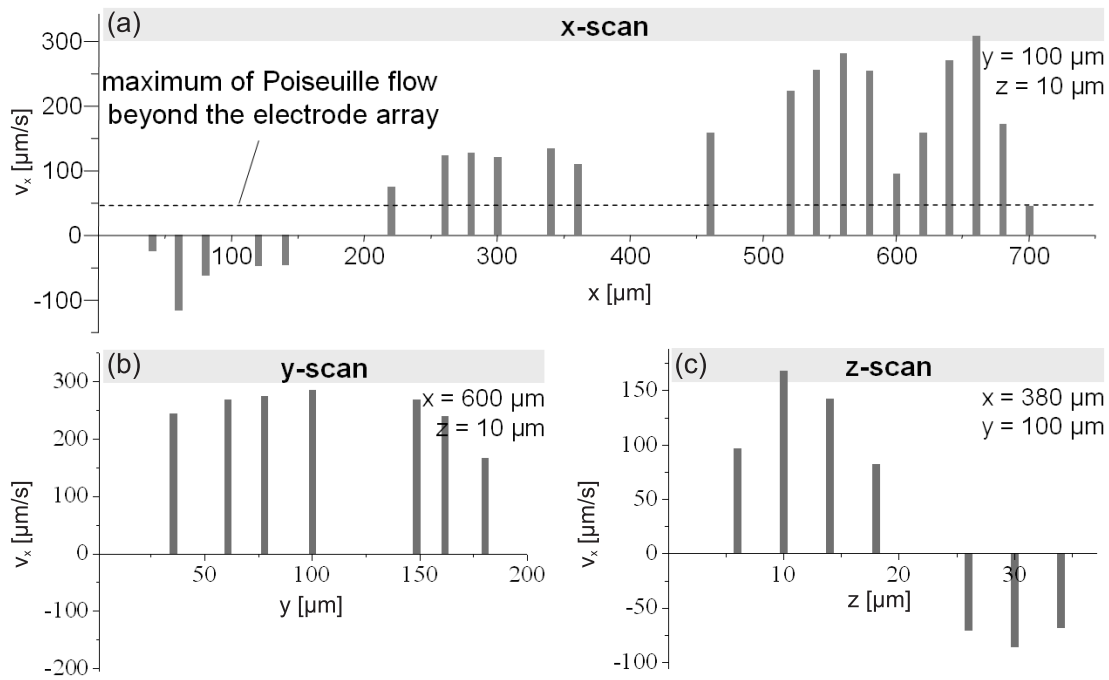 (a)
x-scan
y = 100 µm
z = 10 µm
maximum of Poiseuille flow
beyond the electrode array
vx [µm/s]
300
200
100
0
-100
100
200
300
400
500
600
700
x [µm]
(b)
y-scan
x = 600 µm
z = 10 µm
vx [µm/s]
300
200
100
0
-100
-200
50
100
150
200
y [µm]
(c)
z-scan
x = 380 µm
y = 100 µm
vx [µm/s]
150
100
50
0
-50
-100
10
20
30
z [µm]